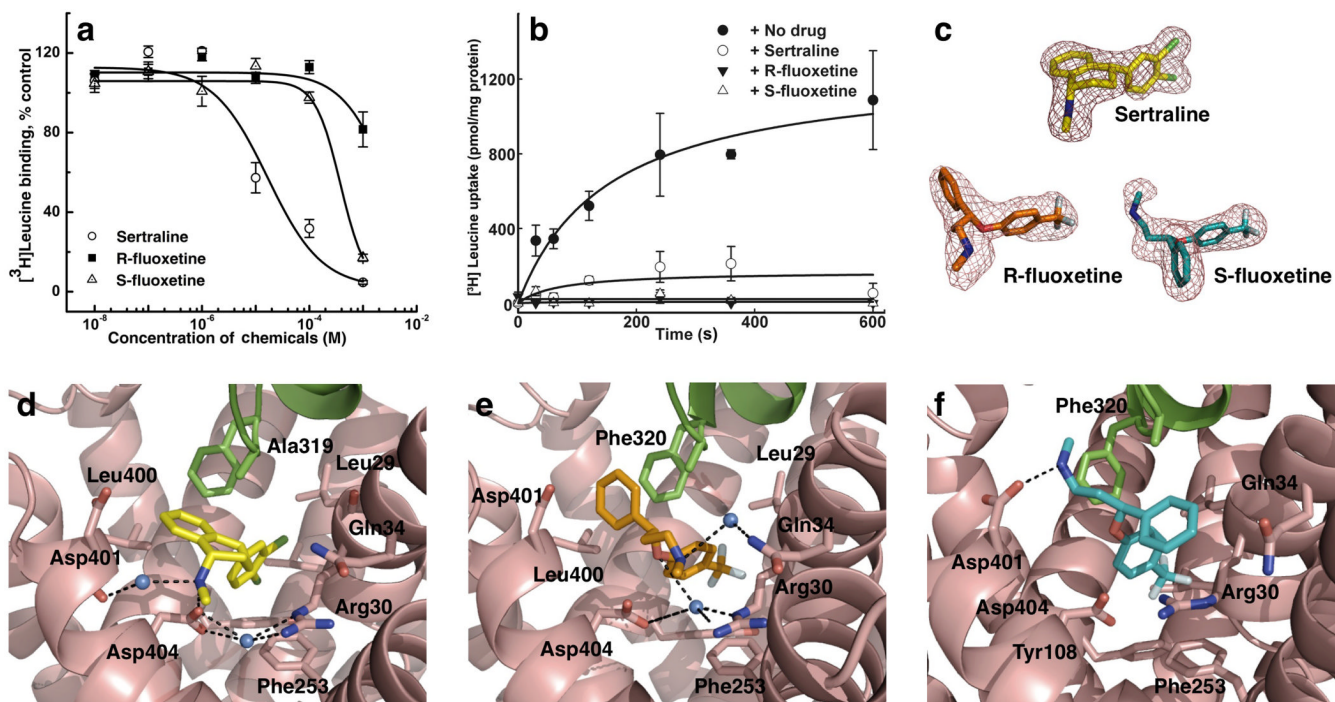 a
[³H]Leucine binding, % control
120
80
40
0
Sertraline
R-fluoxetine
S-fluoxetine
10⁻⁸
10⁻⁶
10⁻⁴
10⁻²
Concentration of chemicals (M)
b
[³H] Leucine uptake (pmol/mg protein)
1200
800
400
0
+ No drug
+ Sertraline
+ R-fluoxetine
+ S-fluoxetine
0
200
400
600
Time (s)
c
Sertraline
R-fluoxetine
S-fluoxetine
d
Ala319
Leu400
Leu29
Gln34
Asp401
Arg30
Asp404
Phe253
e
Phe320
Leu29
Asp401
Gln34
Leu400
Arg30
Asp404
Phe253
f
Phe320
Gln34
Asp401
Arg30
Asp404
Tyr108
Phe253